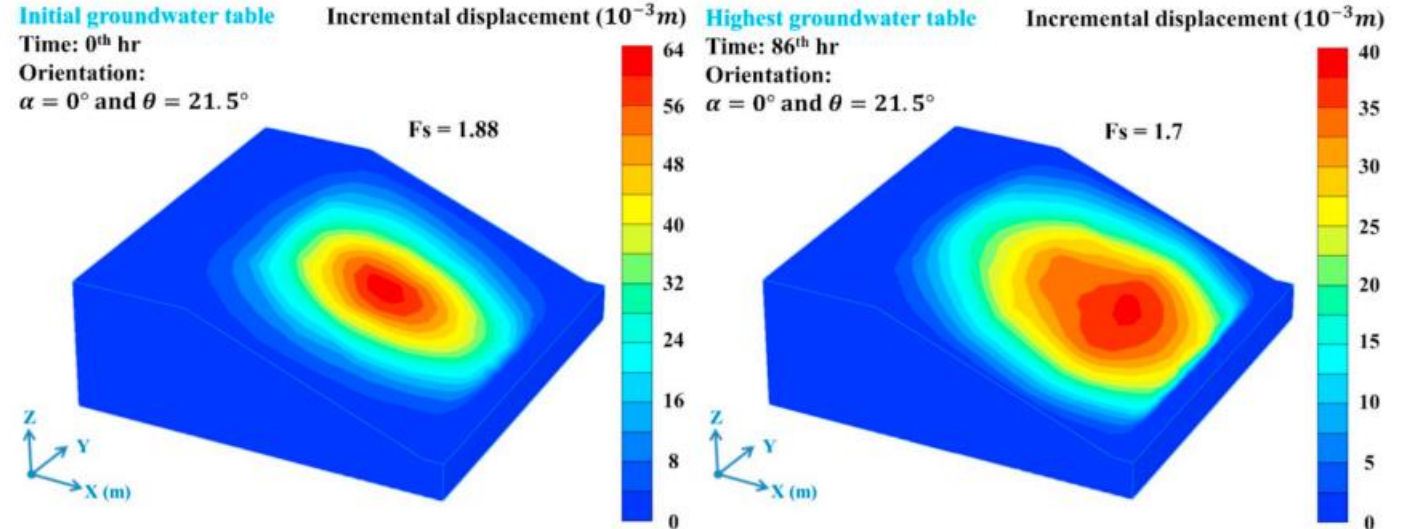 Initial groundwater table
Incremental displacement (10⁻³m)
Time: 0ᵗʰ hr
Orientation:
α = 0° and θ = 21.5°
Fs = 1.88
64
56
48
40
32
24
16
8
0
Z
Y
X (m)
Highest groundwater table
Incremental displacement (10⁻³m)
Time: 86ᵗʰ hr
Orientation:
α = 0° and θ = 21.5°
Fs = 1.7
40
35
30
25
20
15
10
5
0
Z
Y
X (m)